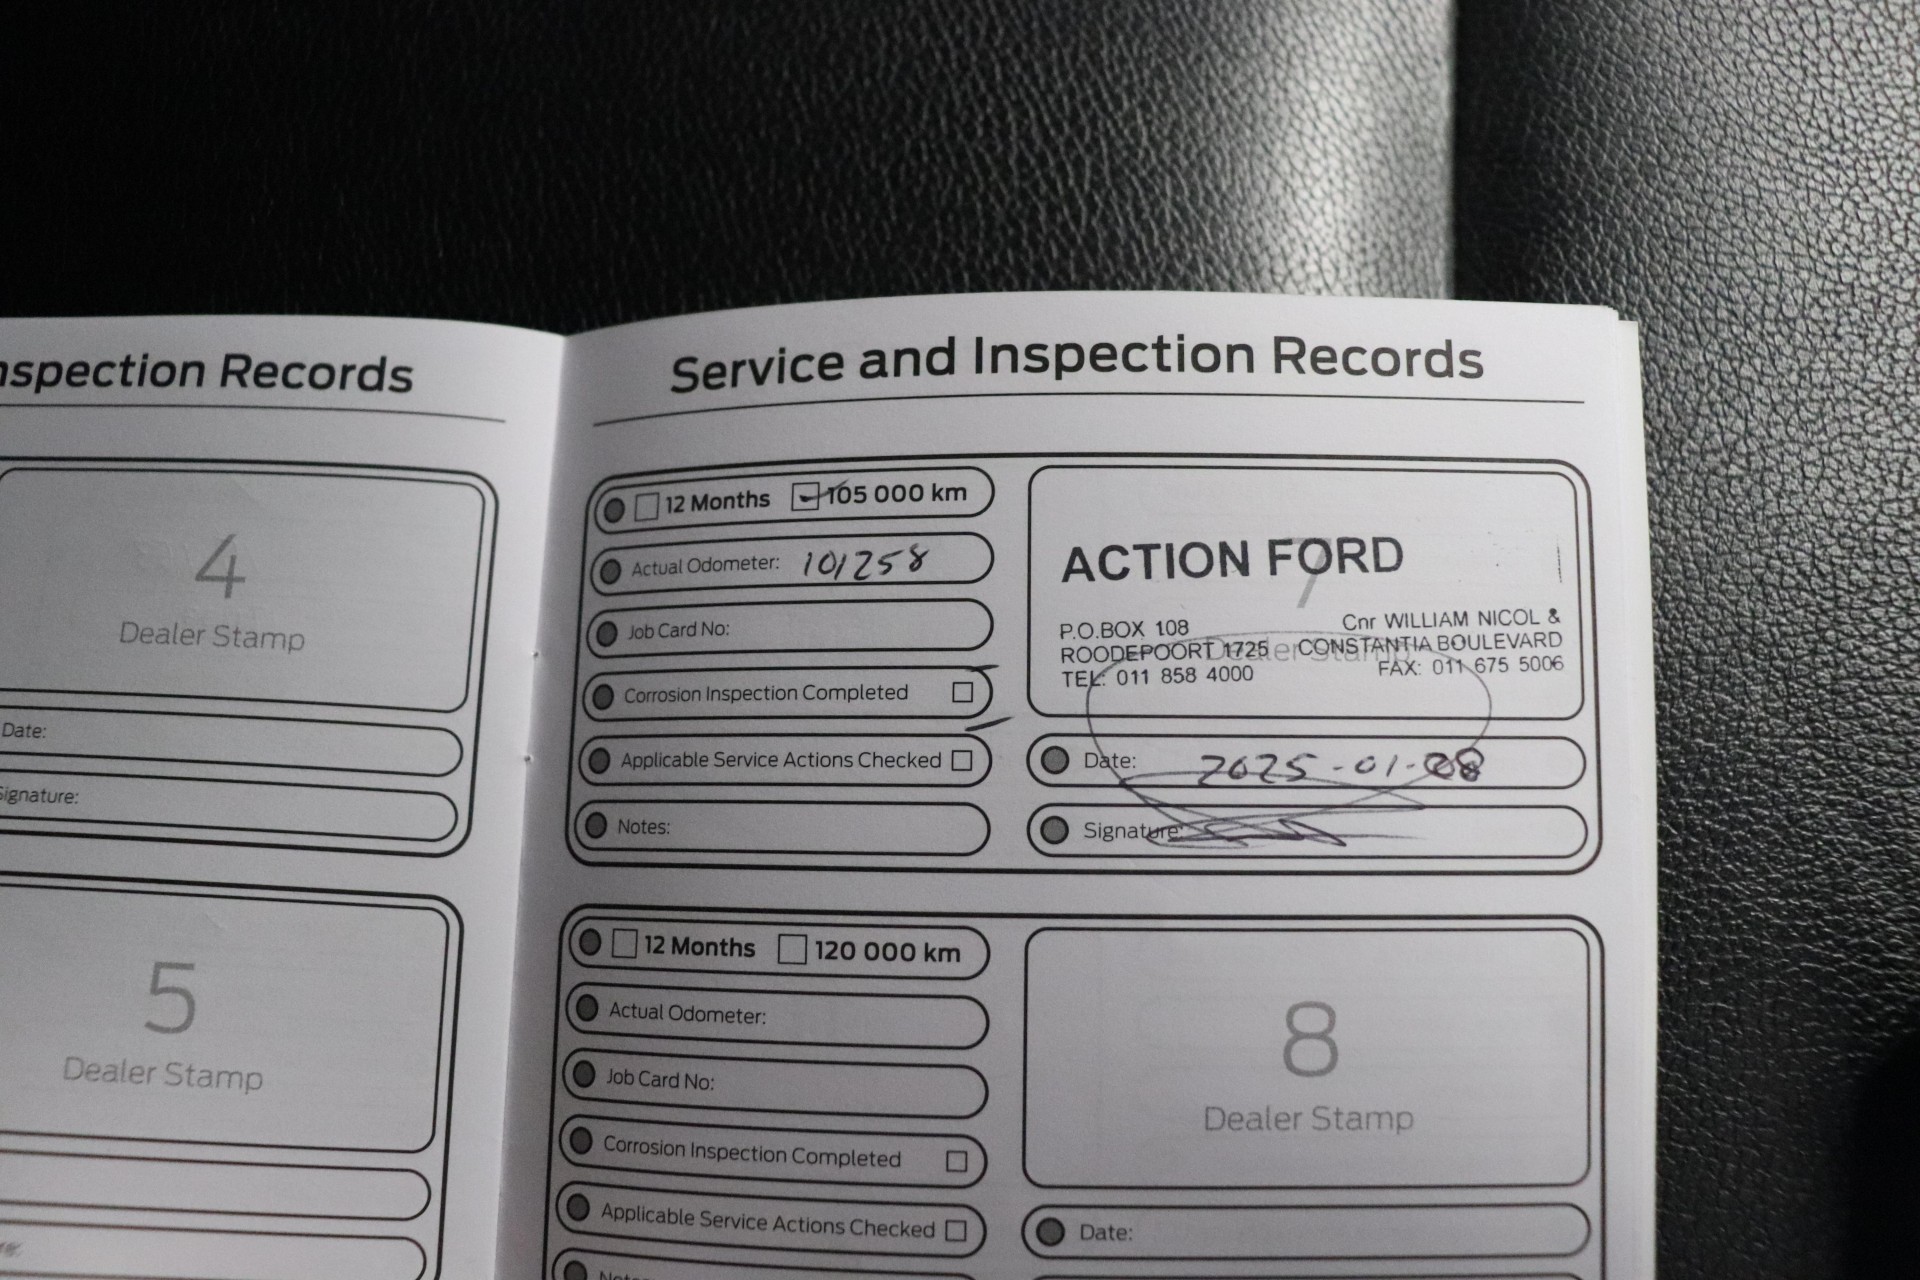 nspection Records
4
Dealer Stamp
Date:
Signature:
5
Dealer Stamp
Service and Inspection Records
12 Months 105 000 km
Actual Odometer: 101258
Job Card No:
Corrosion Inspection Completed
Applicable Service Actions Checked
Notes:
7
Dealer Stamp
ACTION FORD
P.O.BOX 108 Cnr WILLIAM NICOL &
ROODEPOORT 1725 CONSTANTIA BOULEVARD
TEL: 011 858 4000 FAX: 011 675 5006
Date: 2025-01-28
Signature:
12 Months 120 000 km
Actual Odometer:
Job Card No:
Corrosion Inspection Completed
Applicable Service Actions Checked
8
Dealer Stamp
Date: